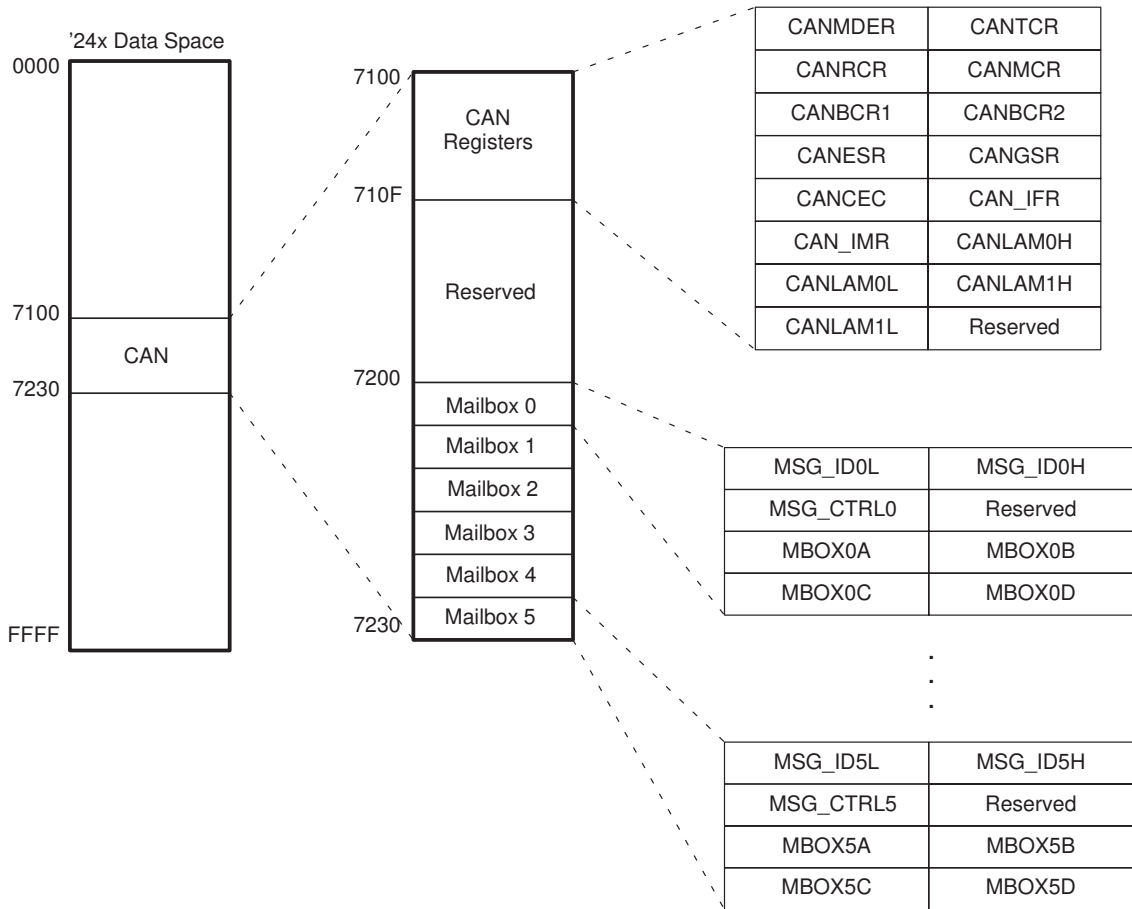 '24x Data Space
0000
7100
CAN
7230
FFFF
7100
CAN
Registers
710F
Reserved
7200
Mailbox 0
Mailbox 1
Mailbox 2
Mailbox 3
Mailbox 4
Mailbox 5
7230
CANMDER CANTCR
CANRCR CANMCR
CANBCR1 CANBCR2
CANESR CANGSR
CANCEC CAN_IFR
CAN_IMR CANLAM0H
CANLAM0L CANLAM1H
CANLAM1L Reserved
MSG_ID0L MSG_ID0H
MSG_CTRL0 Reserved
MBOX0A MBOX0B
MBOX0C MBOX0D
.
.
.
MSG_ID5L MSG_ID5H
MSG_CTRL5 Reserved
MBOX5A MBOX5B
MBOX5C MBOX5D